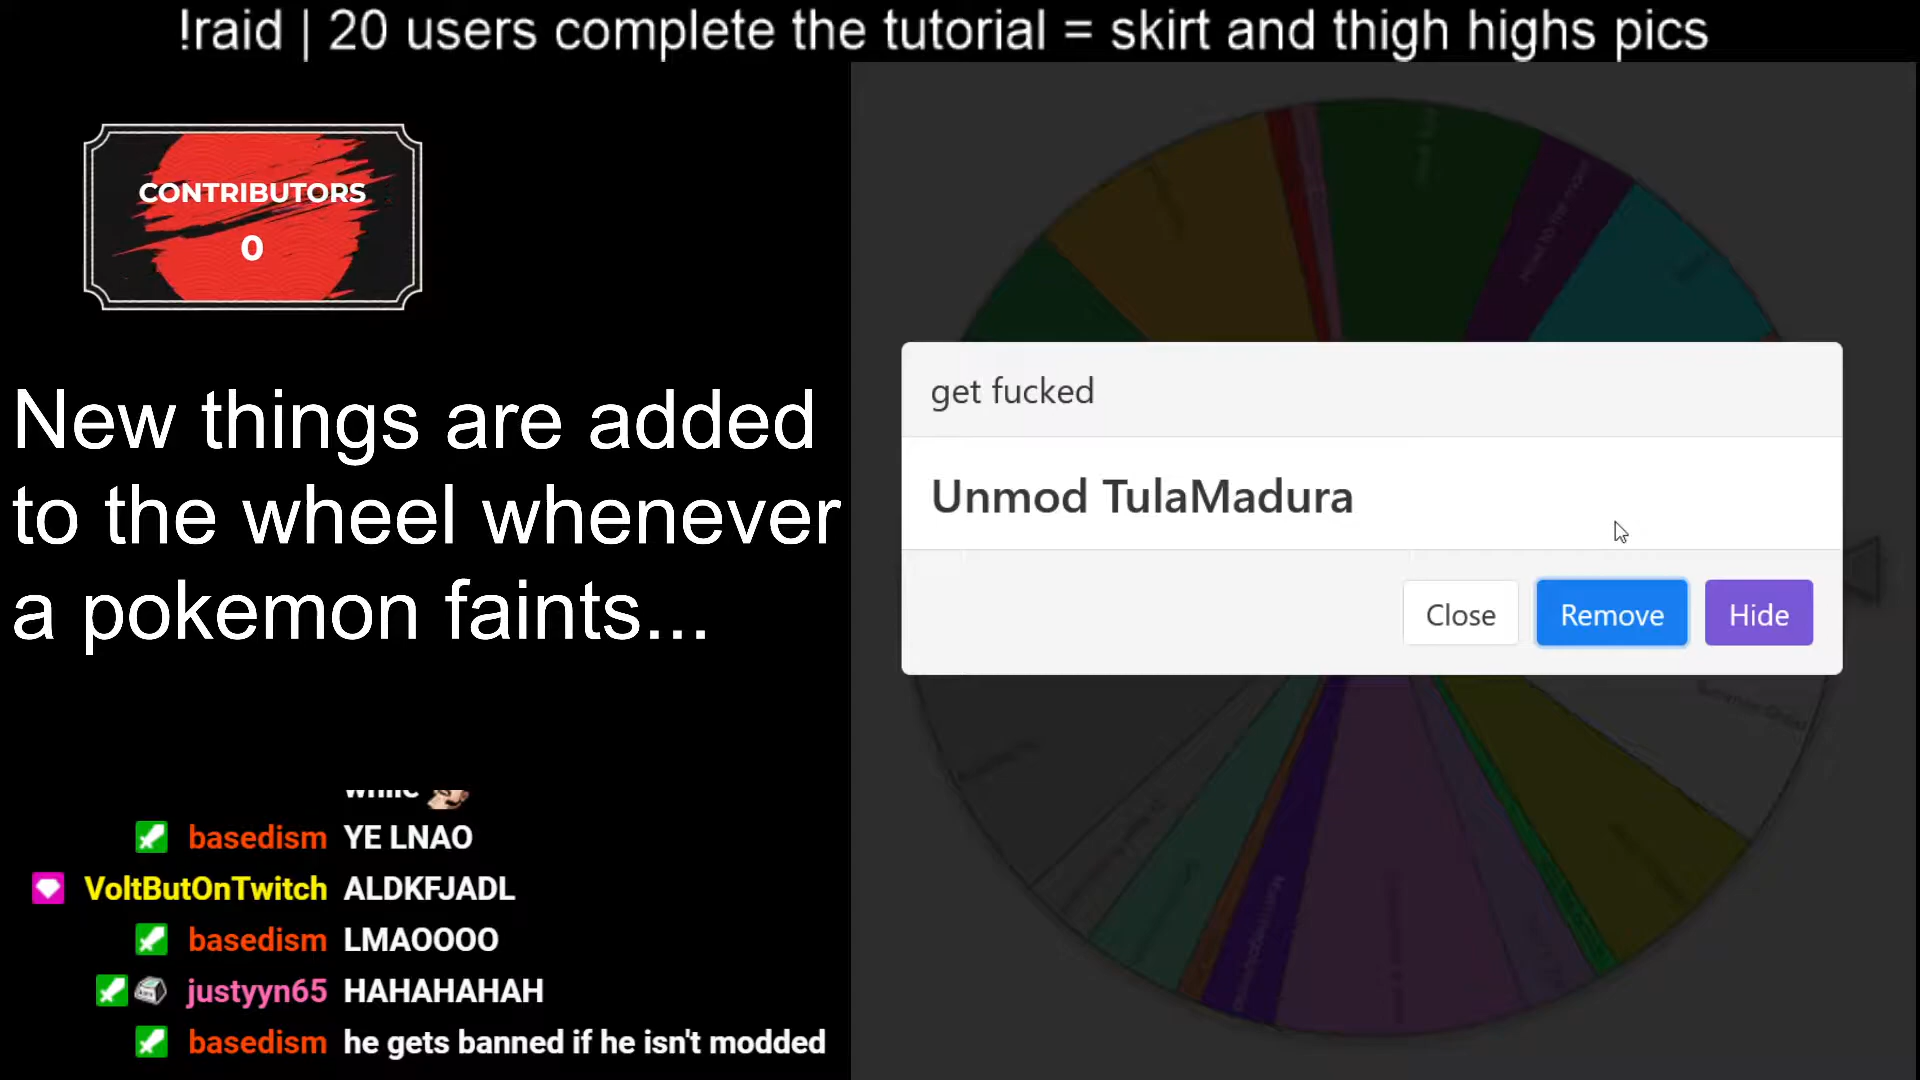 !raid | 20 users complete the tutorial = skirt and thigh highs pics
CONTRIBUTORS
0
New things are added
to the wheel whenever
a pokemon faints...
get fucked
Unmod TulaMadura
Close
Remove
Hide
basedism YE LNAO
VoltButOnTwitch ALDKFJADL
basedism LMAOOOO
justyyn65 HAHAHAHAH
basedism he gets banned if he isn't modded